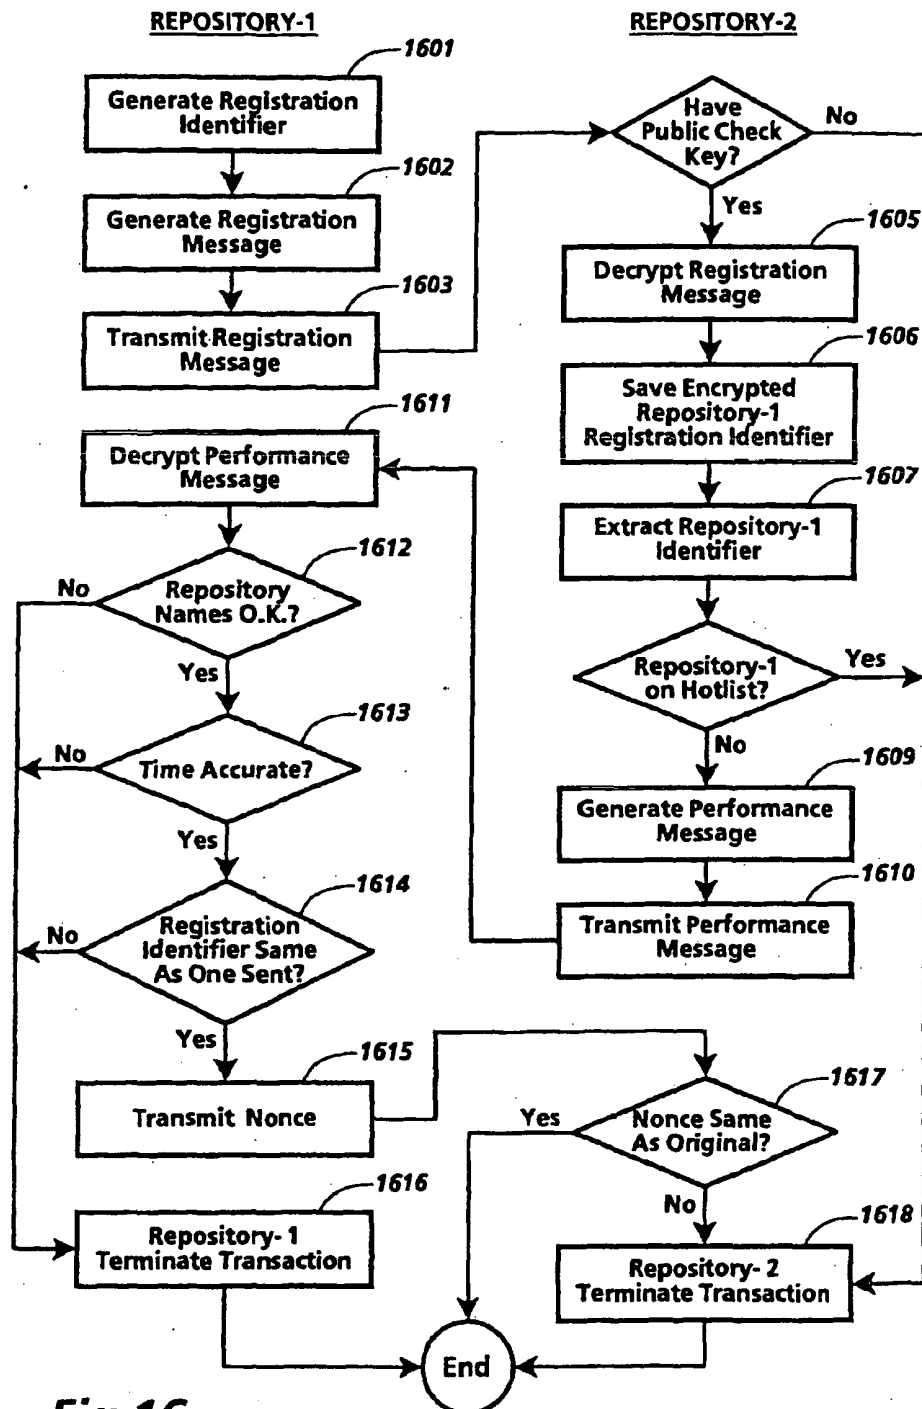 REPOSITORY-1
1601
Generate Registration
Identifier
1602
Generate Registration
Message
1603
Transmit Registration
Message
1611
Decrypt Performance
Message
1612
No
Repository
Names O.K.?
Yes
1613
No
Time Accurate?
Yes
1614
No
Registration
Identifier Same
As One Sent?
Yes
1615
Transmit Nonce
1616
Repository- 1
Terminate Transaction
REPOSITORY-2
Have
Public Check
Key?
No
Yes
1605
Decrypt Registration
Message
1606
Save Encrypted
Repository-1
Registration Identifier
1607
Extract Repository-1
Identifier
Repository-1
on Hotlist?
Yes
No
1609
Generate Performance
Message
1610
Transmit Performance
Message
1617
Yes
Nonce Same
As Original?
No
1618
Repository- 2
Terminate Transaction
End